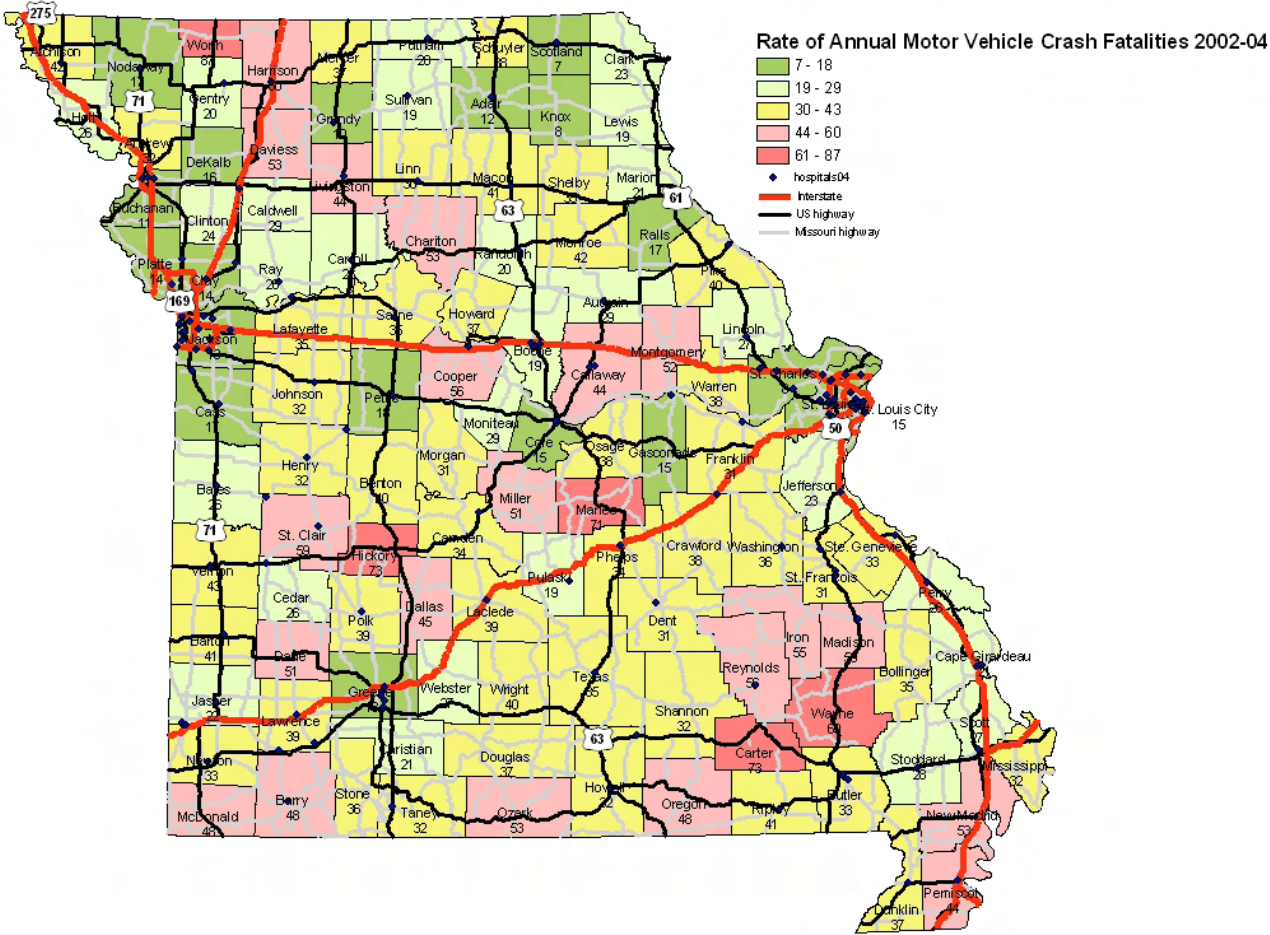 275
Rate of Annual Motor Vehicle Crash Fatalities 2002-04
7 - 18
19 - 29
30 - 43
44 - 60
61 - 87
hospitals04
Interstate
US highway
Missouri highway
Atchison
42
Nodaway
Worth
87
Harrison
Mercer
Putnam
20
Schuyler
38
Scotland
7
Clark
23
71
Gentry
20
Holt
26
Andrew
DeKalb
16
Daviess
53
Grundy
Sullivan
19
Adair
12
Knox
8
Lewis
19
Livingston
44
Linn
Macon
41
Shelby
Marion
21
Buchanan
11
Clinton
24
Caldwell
29
63
61
Chariton
53
Randolph
20
Monroe
42
Ralls
17
Platte
14
Clay
14
Ray
Carroll
Pike
40
169
Saline
Howard
37
Audrain
29
Lincoln
Jackson
Lafayette
35
Boone
19
Montgomery
52
Cooper
56
Callaway
44
Warren
38
St. Charles
St. Louis
St. Louis City
15
50
Johnson
32
Pettis
18
Cass
Moniteau
29
Cole
15
Osage
38
Gasconade
15
Franklin
31
Morgan
31
Henry
32
Benton
Bates
Miller
51
Maries
71
Jefferson
23
71
St. Clair
59
Hickory
73
Camden
34
Phelps
Crawford
38
Washington
36
Ste. Genevieve
33
Vernon
43
Pulaski
19
St. Francois
31
Perry
Cedar
26
Polk
39
Dallas
45
Laclede
39
Dent
31
Iron
55
Madison
Barton
41
Dade
51
Reynolds
Cape Girardeau
Bollinger
35
Greene
Webster
Wright
40
Texas
Jasper
Lawrence
39
Shannon
32
Wayne
Scott
63
Christian
21
Douglas
37
Carter
73
Stoddard
28
Mississippi
32
Newton
33
Stone
36
Howell
Butler
33
McDonald
48
Barry
48
Taney
32
Ozark
53
Oregon
48
Ripley
41
New Madrid
53
Pemiscot
44
Dunklin
37